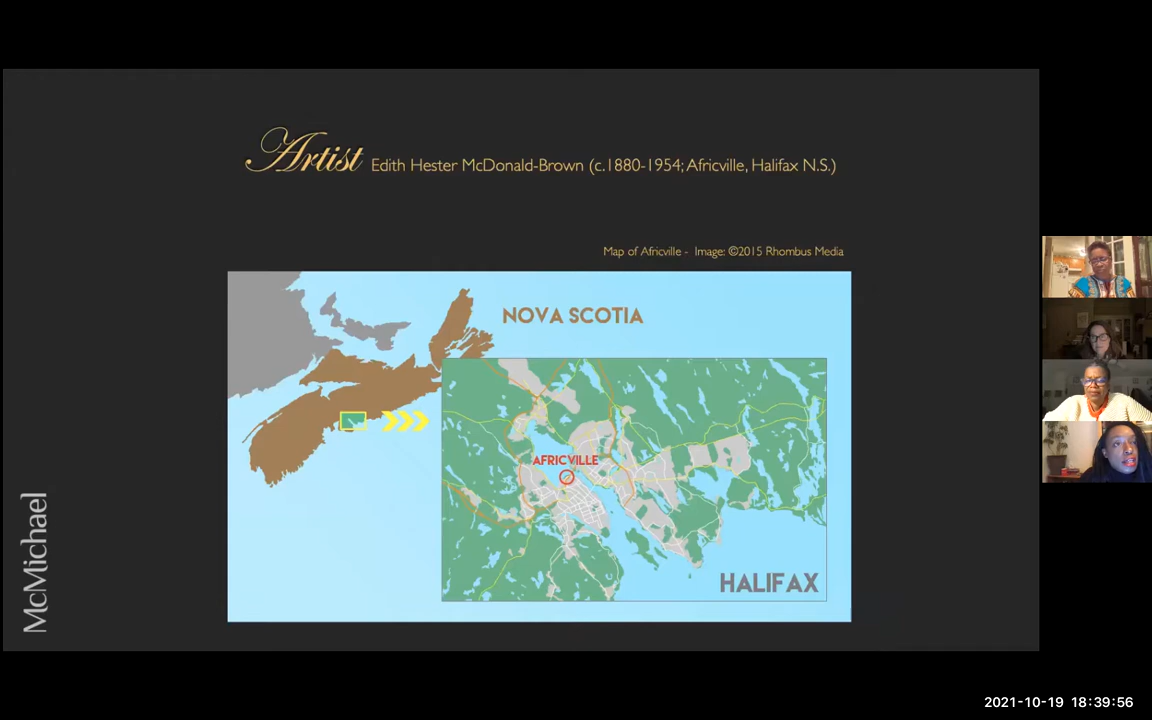 Artist Edith Hester McDonald-Brown (c.1880-1954; Africville, Halifax N.S.)
Map of Africville - Image: ©2015 Rhombus Media
NOVA SCOTIA
AFRICVILLE
HALIFAX
McMichael
2021-10-19 18:39:56